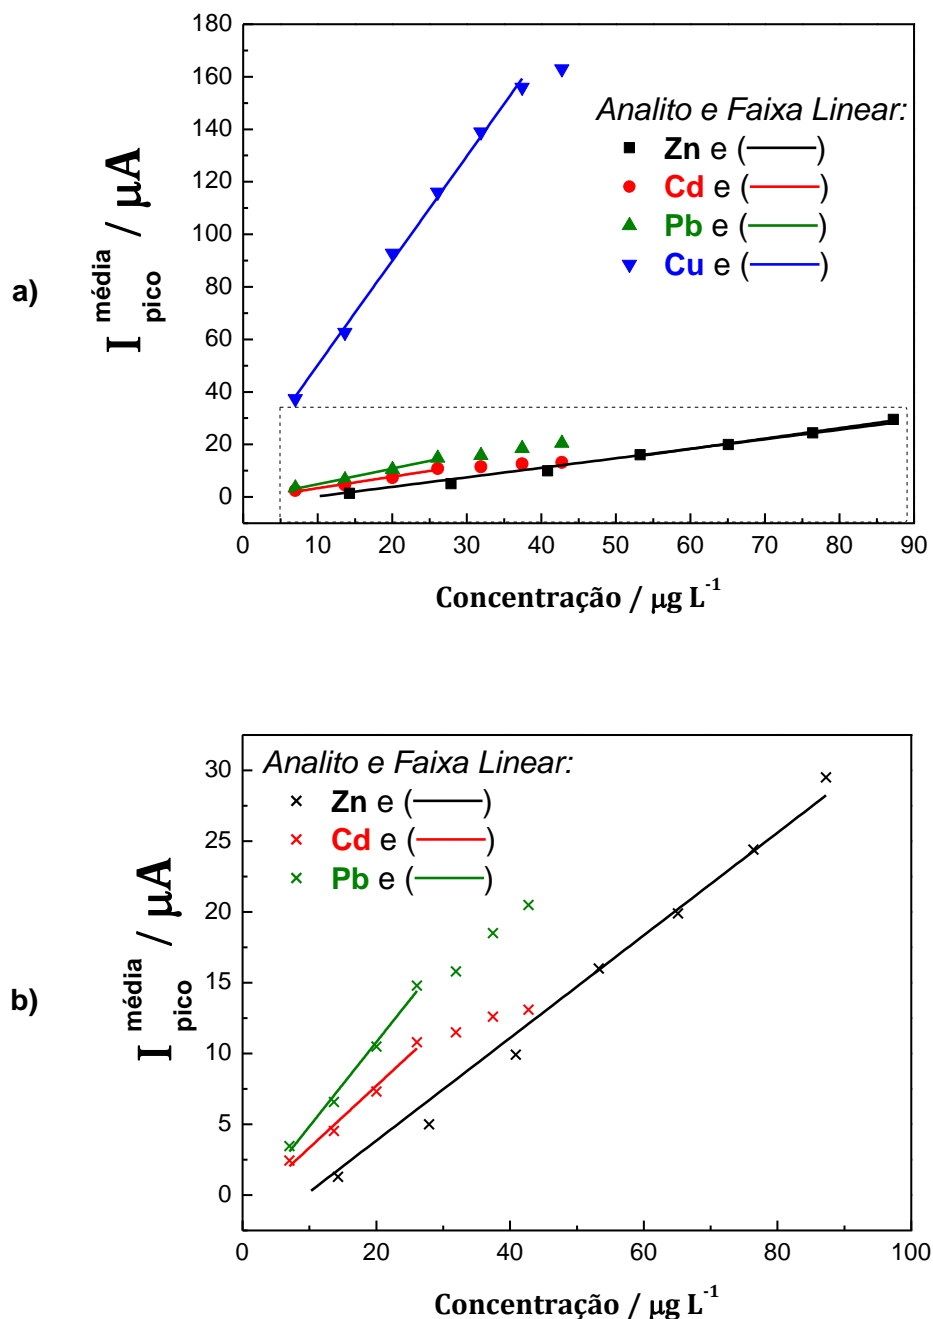 a)
I média pico / µA
180
160
140
120
100
80
60
40
20
0
Analito e Faixa Linear:
Zn e (——)
Cd e (——)
Pb e (——)
Cu e (——)
0 10 20 30 40 50 60 70 80 90
Concentração / µg L⁻¹
b)
I média pico / µA
30
25
20
15
10
5
0
Analito e Faixa Linear:
Zn e (——)
Cd e (——)
Pb e (——)
0 20 40 60 80 100
Concentração / µg L⁻¹